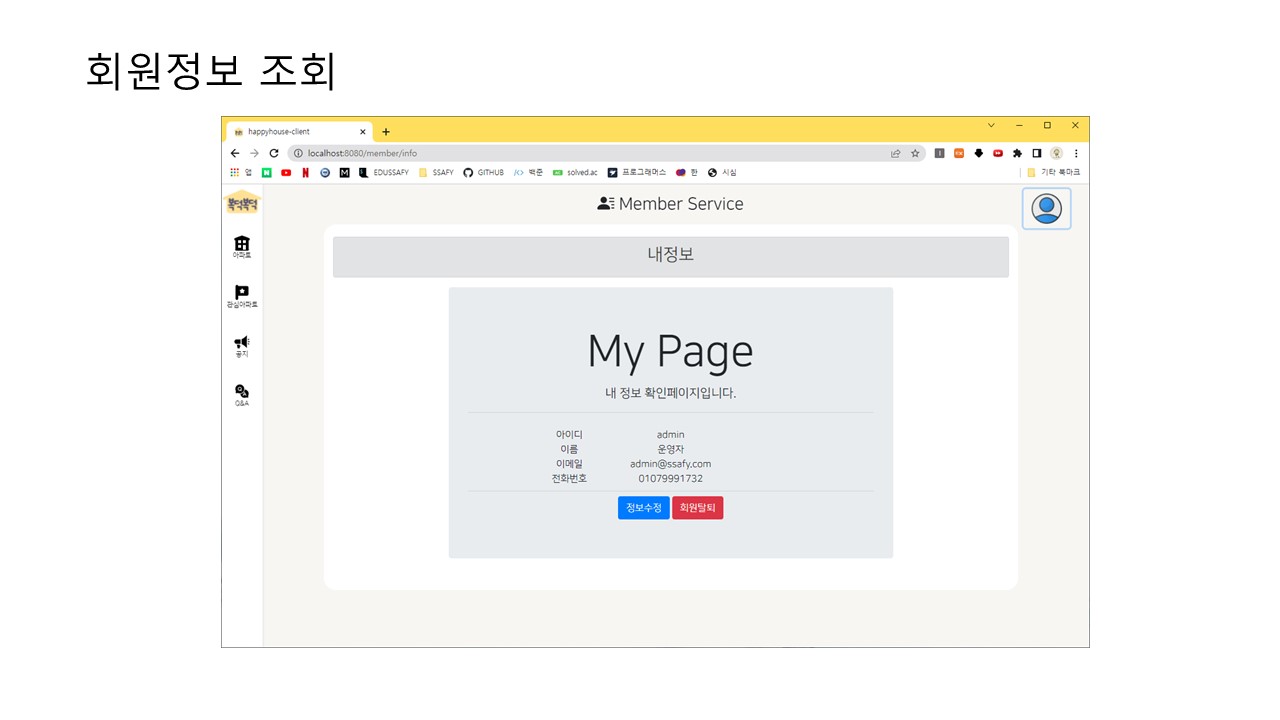 회원정보 조회
happyhouse-client
localhost:8080/member/info
앱 EDUSSAFY SSAFY GITHUB 백준 solved.ac 프로그래머스 한 시심 기타 북마크
복덕복덕
Member Service
아파트
관심아파트
공지
Q&A
내정보
My Page
내 정보 확인페이지입니다.
아이디 admin
이름 운영자
이메일 admin@ssafy.com
전화번호 01079991732
정보수정 회원탈퇴